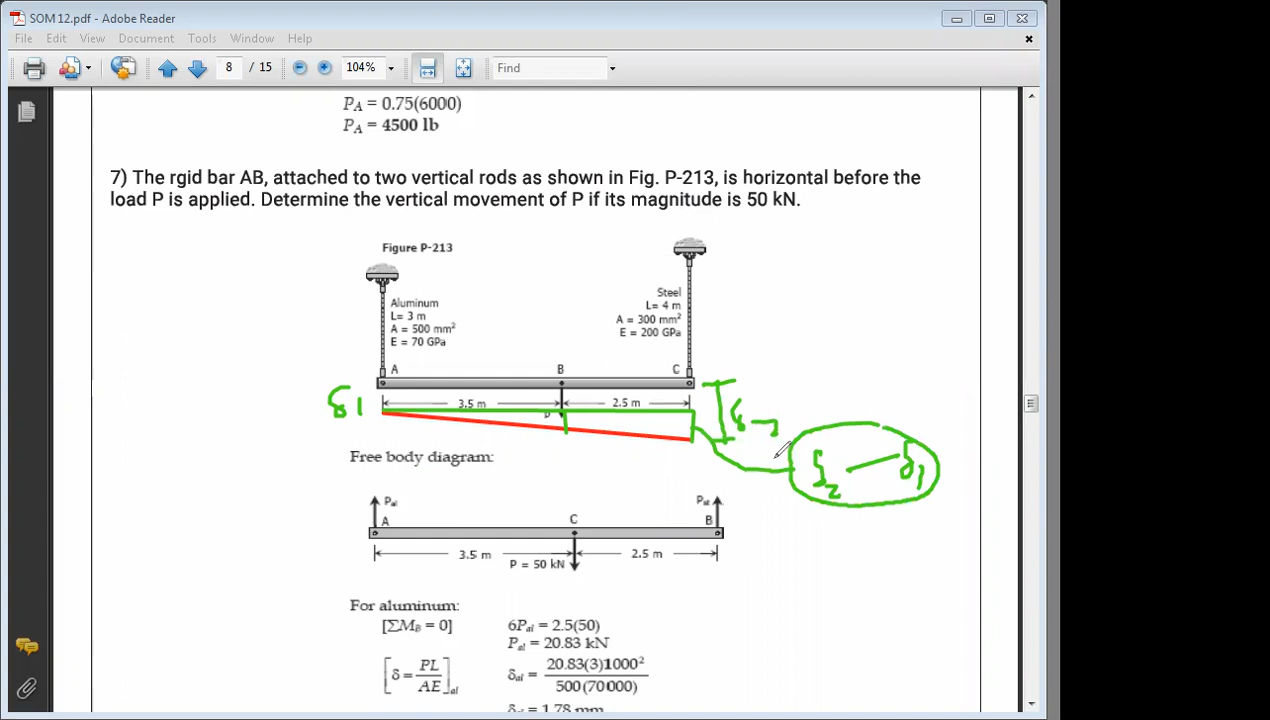 SOM 12.pdf - Adobe Reader
File Edit View Document Tools Window Help
8 / 15 104% Find
P_A = 0.75(6000)
P_A = 4500 lb
7) The rgid bar AB, attached to two vertical rods as shown in Fig. P-213, is horizontal before the
load P is applied. Determine the vertical movement of P if its magnitude is 50 kN.
Figure P-213
Aluminum
L= 3 m
A = 500 mm²
E = 70 GPa
Steel
L= 4 m
A = 300 mm²
E = 200 GPa
A B C
3.5 m 2.5 m
P
δ1
δ2 — δ1
Free body diagram:
P_al P_st
A C B
3.5 m 2.5 m
P = 50 kN
For aluminum:
[ΣM_B = 0] 6P_al = 2.5(50)
P_al = 20.83 kN
[δ = PL/AE]_al δ_al = 20.83(3)1000²/500(70000)
δ_al = 1.78 mm